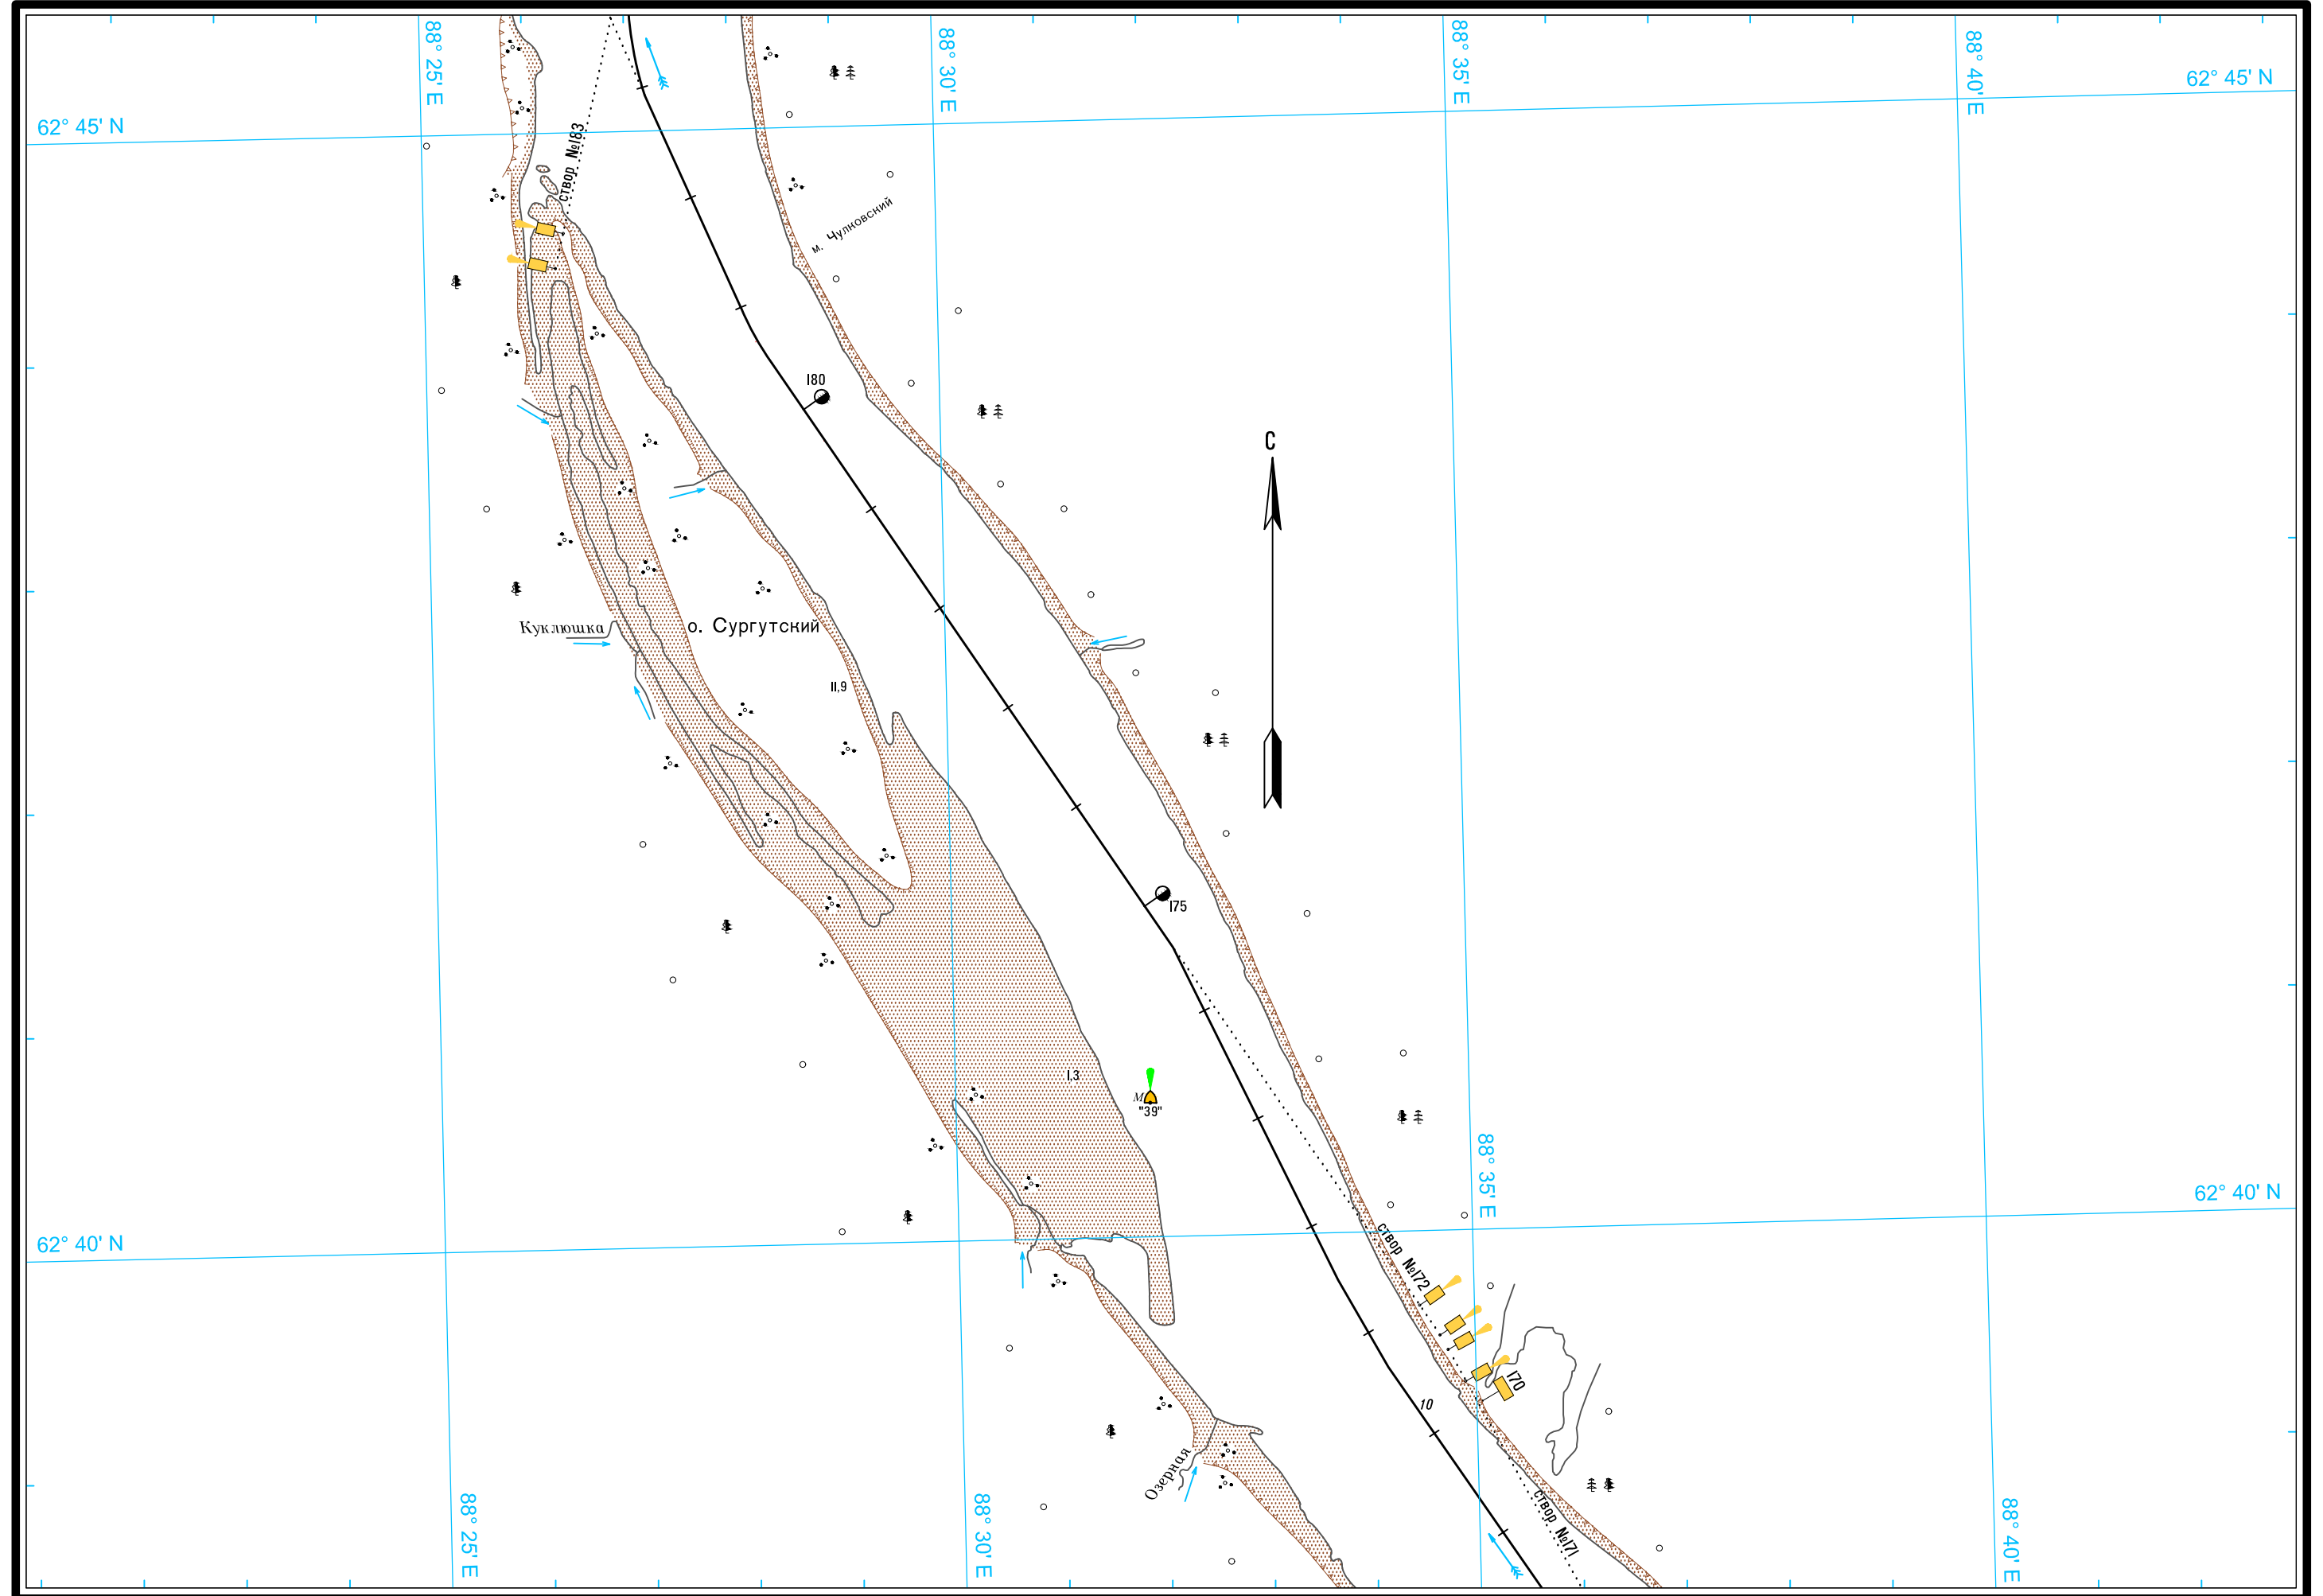 88° 25' E
88° 30' E
88° 35' E
88° 40' E
62° 45' N
62° 45' N
створ №183
м. Чулковский
180
С
Куклюшка
о. Сургутский
11,9
175
1,3
М
"39"
88° 35' E
62° 40' N
62° 40' N
створ №172
170
10
Озерная
створ №171
88° 25' E
88° 30' E
88° 40' E